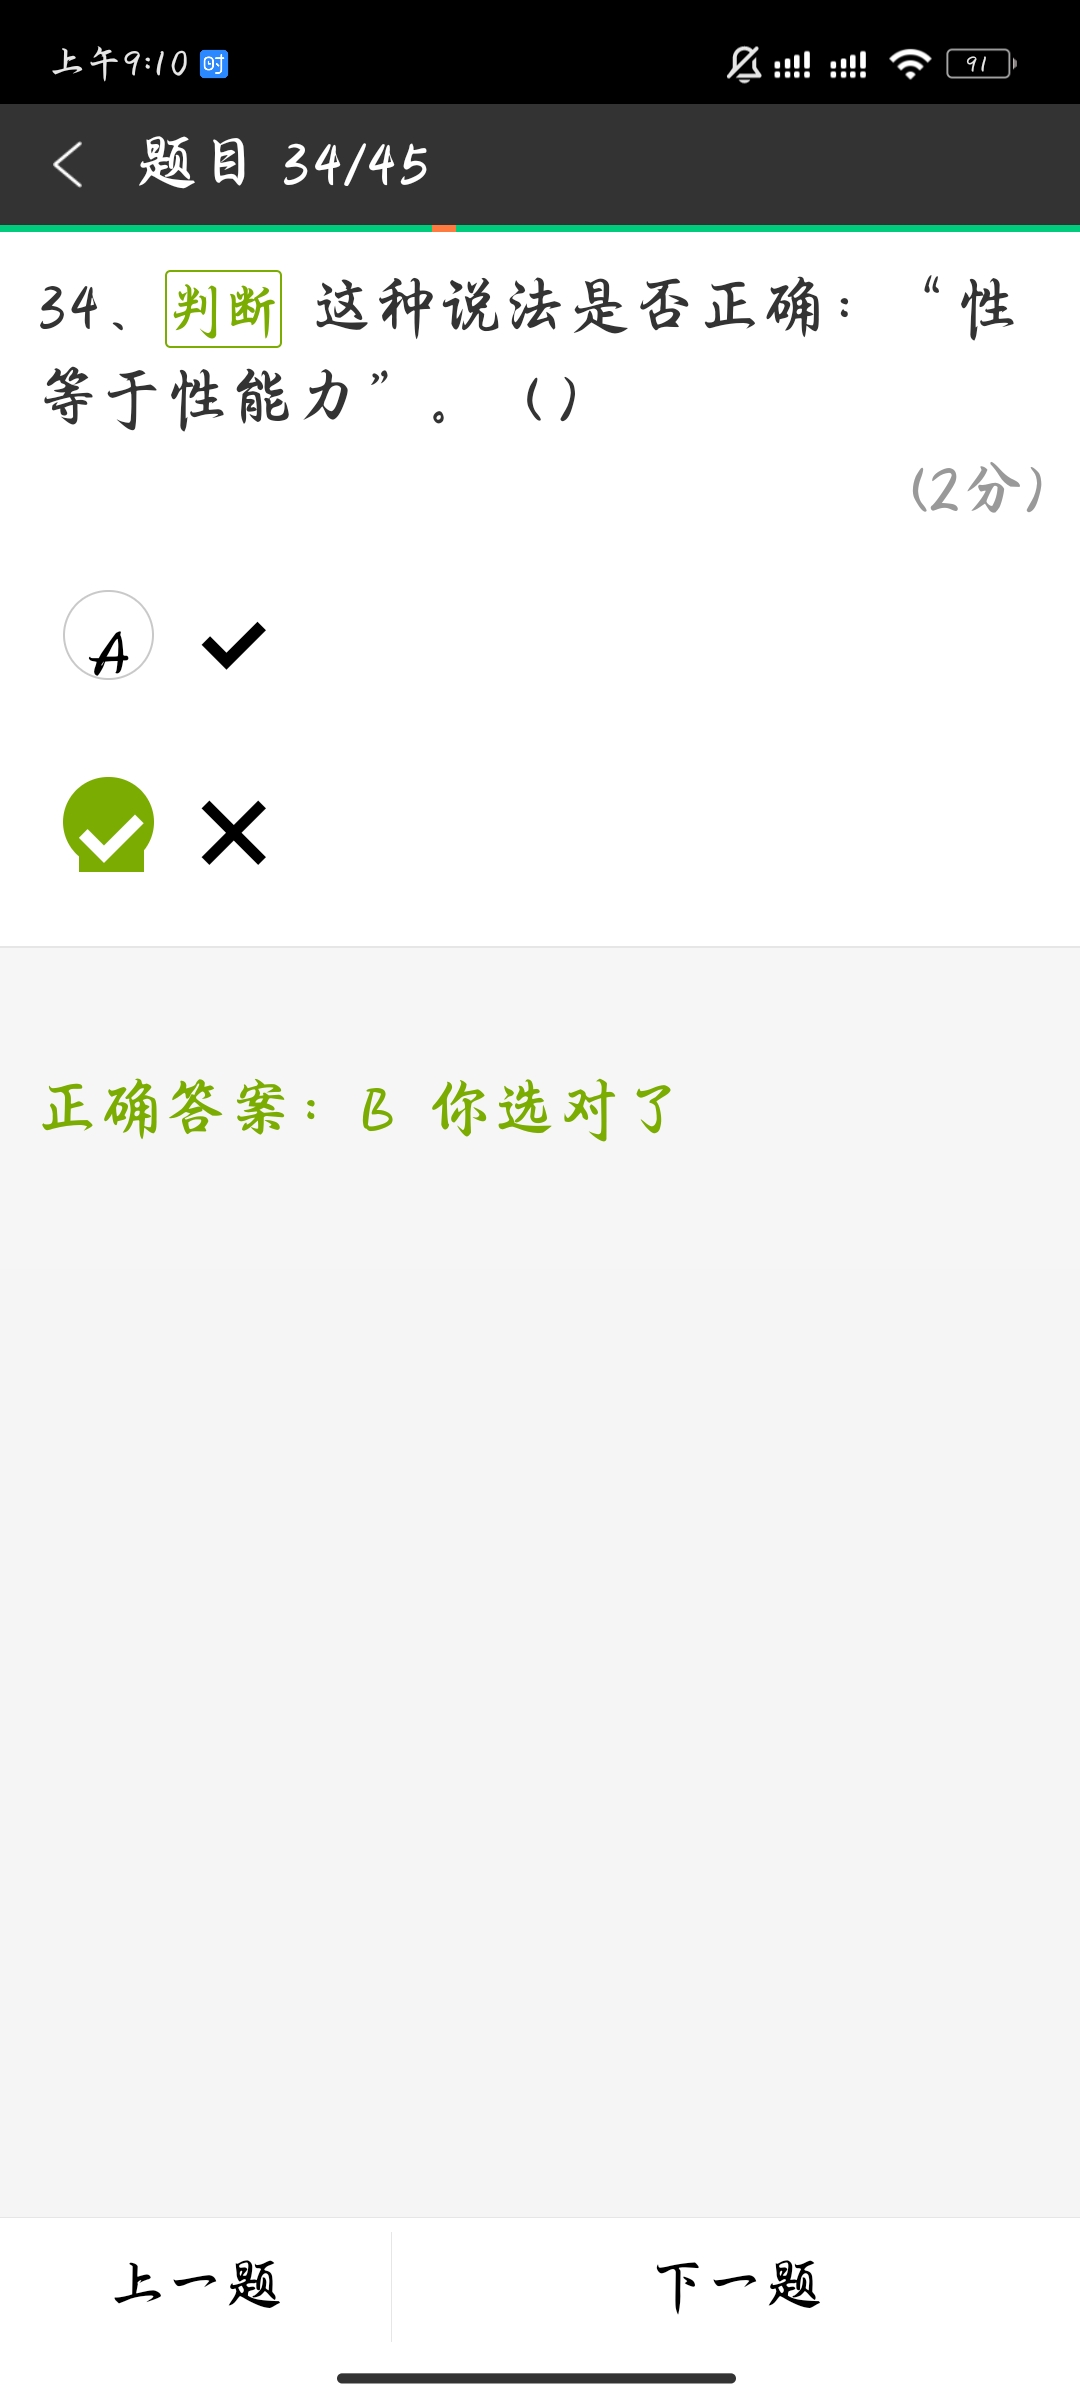 上午9:10 时 91
题目 34/45
34、判断 这种说法是否正确：“性
等于性能力”。（）
(2分)
A
正确答案：B 你选对了
上一题 下一题